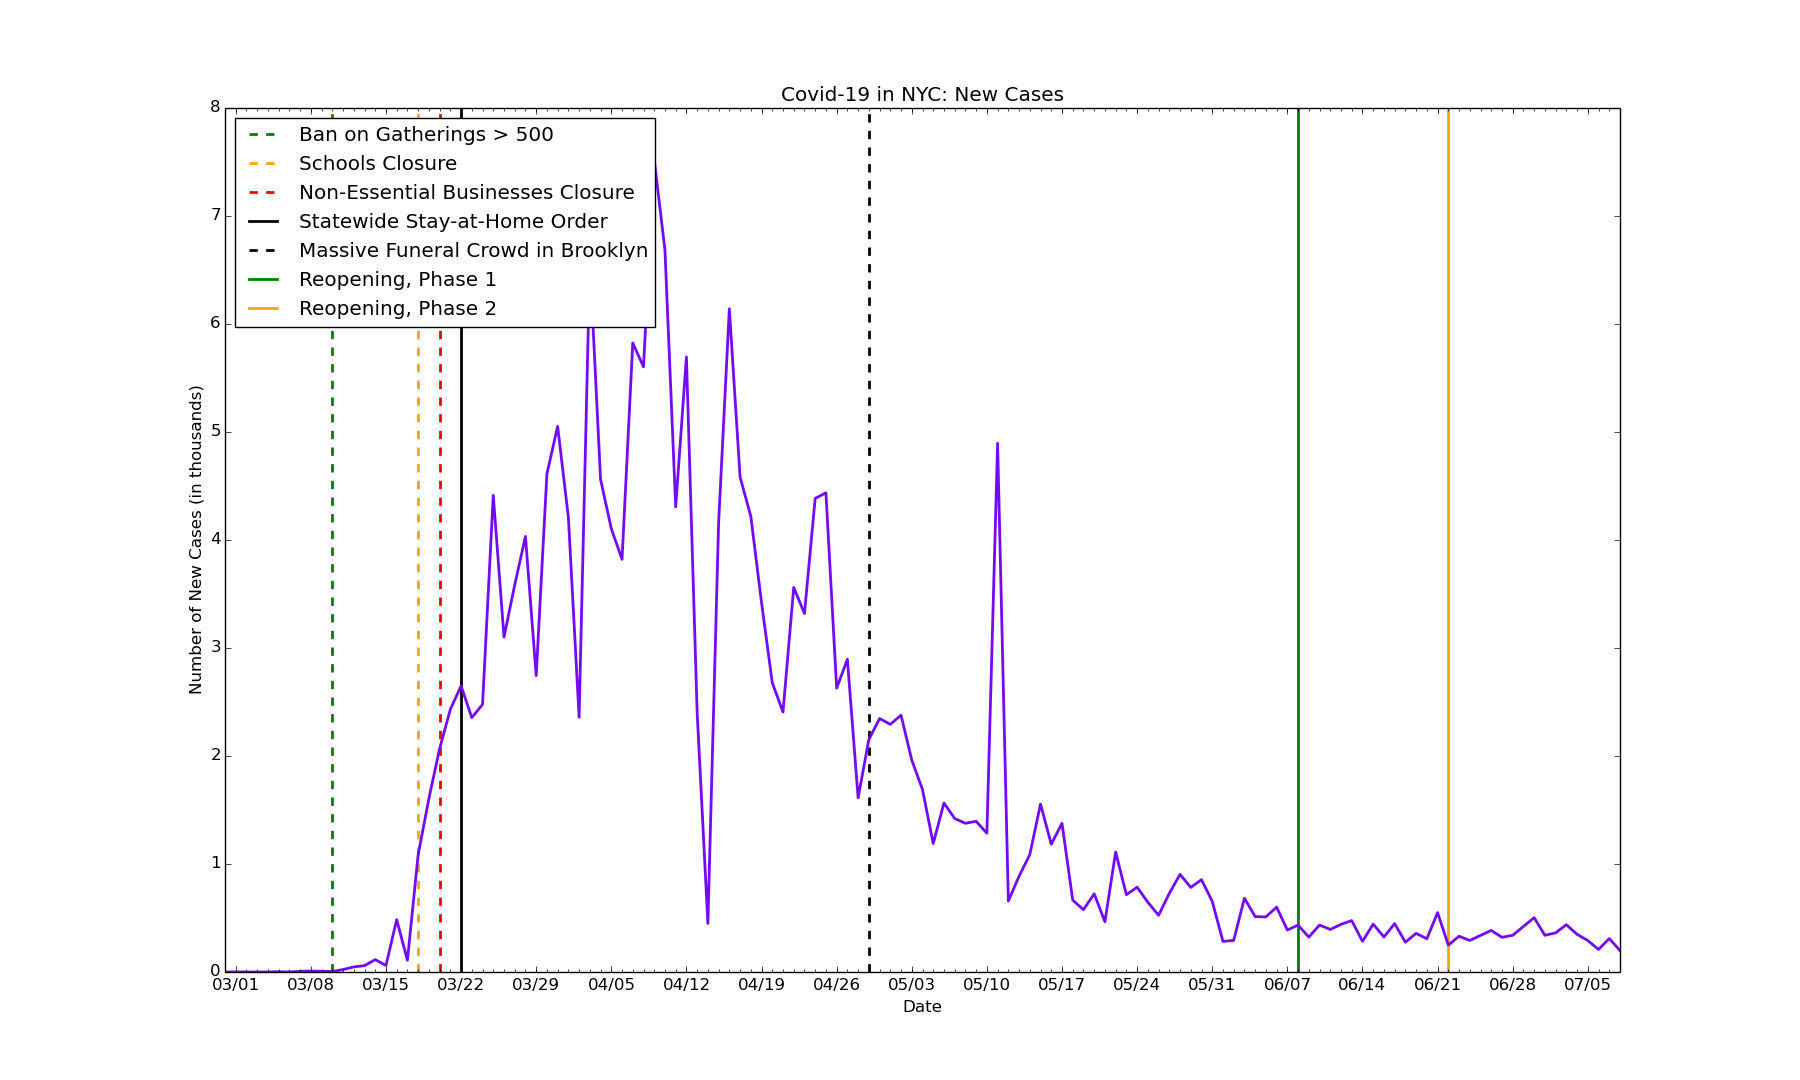 Covid-19 in NYC: New Cases
8
7
6
5
4
3
2
1
0
Number of New Cases (in thousands)
Ban on Gatherings > 500
Schools Closure
Non-Essential Businesses Closure
Statewide Stay-at-Home Order
Massive Funeral Crowd in Brooklyn
Reopening, Phase 1
Reopening, Phase 2
03/01 03/08 03/15 03/22 03/29 04/05 04/12 04/19 04/26 05/03 05/10 05/17 05/24 05/31 06/07 06/14 06/21 06/28 07/05
Date